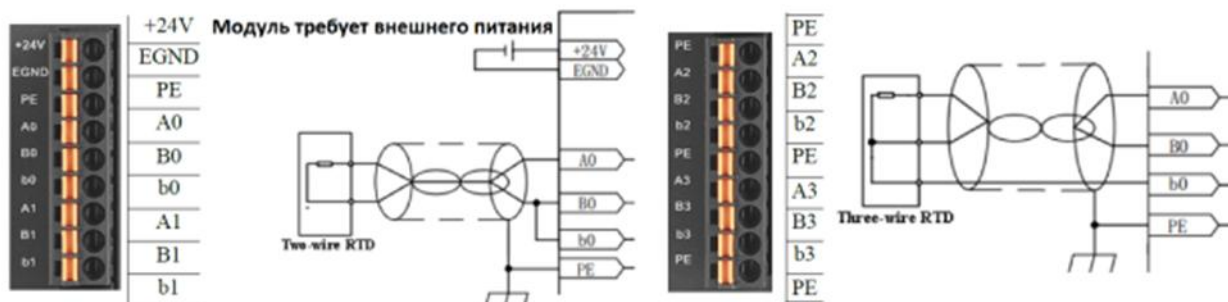 +24V
EGND
PE
A0
B0
b0
A1
B1
b1
+24V
EGND
PE
A0
B0
b0
A1
B1
b1
Модуль требует внешнего питания
+24V
EGND
A0
B0
b0
PE
Two-wire RTD
PE
A2
B2
b2
PE
A3
B3
b3
PE
PE
A2
B2
b2
PE
A3
B3
b3
PE
A0
B0
b0
PE
Three-wire RTD